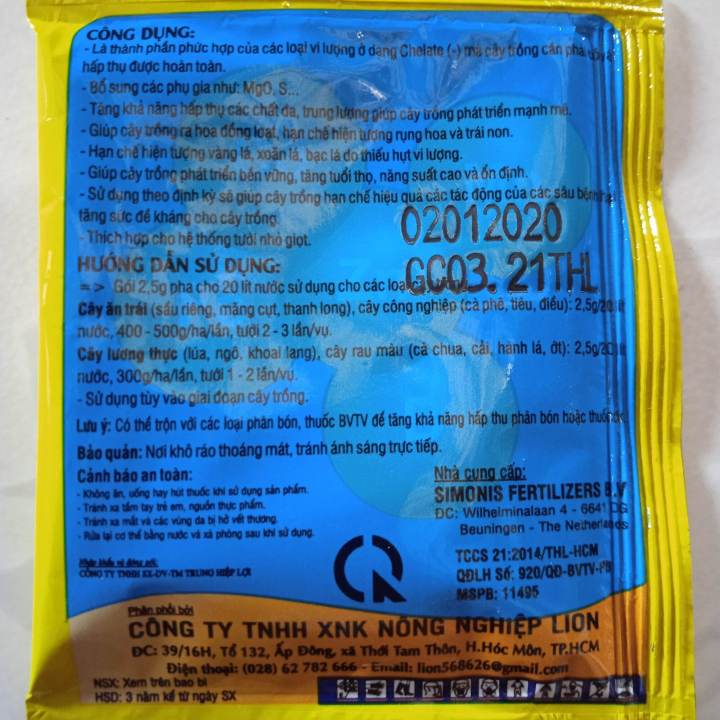 CÔNG DỤNG:
- Là thành phần phức hợp của các loại vi lượng ở dạng Chelate (-) mà cây trồng cần phải
hấp thụ được hoàn toàn.
- Bổ sung các phụ gia như: MgO, S...
- Tăng khả năng hấp thụ các chất đa, trung lượng giúp cây trồng phát triển mạnh mẽ.
- Giúp cây trồng ra hoa đồng loạt, hạn chế hiện tượng rụng hoa và trái non.
- Hạn chế hiện tượng vàng lá, xoăn lá, bạc lá do thiếu hụt vi lượng.
- Giúp cây trồng phát triển bền vững, tăng tuổi thọ, năng suất cao và ổn định.
- Sử dụng theo định kỳ sẽ giúp cây trồng hạn chế hiệu quả các tác động của các sâu bệnh
tăng sức đề kháng cho cây trồng.
- Thích hợp cho hệ thống tưới nhỏ giọt.
02012020
GC03. 21THL
HƯỚNG DẪN SỬ DỤNG:
=> Gói 2,5g pha cho 20 lít nước sử dụng cho các loại
Cây ăn trái (sầu riêng, măng cụt, thanh long), cây công nghiệp (cà phê, tiêu, điều): 2,5g/20 lít
nước, 400 - 500g/ha/lần, tưới 2 - 3 lần/vụ.
Cây lương thực (lúa, ngô, khoai lang), cây rau màu (cà chua, cải, hành lá, ớt): 2,5g/20 lít
nước, 300g/ha/lần, tưới 1 - 2 lần/vụ.
- Sử dụng tùy vào giai đoạn cây trồng.
Lưu ý: Có thể trộn với các loại phân bón, thuốc BVTV để tăng khả năng hấp thu phân bón hoặc thuốc
Bảo quản: Nơi khô ráo thoáng mát, tránh ánh sáng trực tiếp.
Cảnh báo an toàn:
- Không ăn, uống hay hút thuốc khi sử dụng sản phẩm.
- Tránh xa tầm tay trẻ em, nguồn thực phẩm.
- Tránh xa mắt và các vùng da bị hở vết thương.
- Rửa lại cơ thể bằng nước và xà phòng sau khi sử dụng.
Nhập khẩu và đóng gói:
CÔNG TY TNHH SX-DV-TM TRUNG HIỆP LỢI
Nhà cung cấp:
SIMONIS FERTILIZERS B.V
ĐC: Wilhelminalaan 4 - 6641 DG
Beuningen - The Netherlands
TCCS 21:2014/THL-HCM
QĐLH Số: 920/QĐ-BVTV-PB
MSPB: 11495
Phân phối bởi
CÔNG TY TNHH XNK NÔNG NGHIỆP LION
ĐC: 39/16H, Tổ 132, Ấp Đông, xã Thới Tam Thôn, H.Hóc Môn, TP.HCM
Điện thoại: (028) 62 782 666 - Email: lion568626@gmail.com
NSX: Xem trên bao bì
HSD: 3 năm kể từ ngày SX